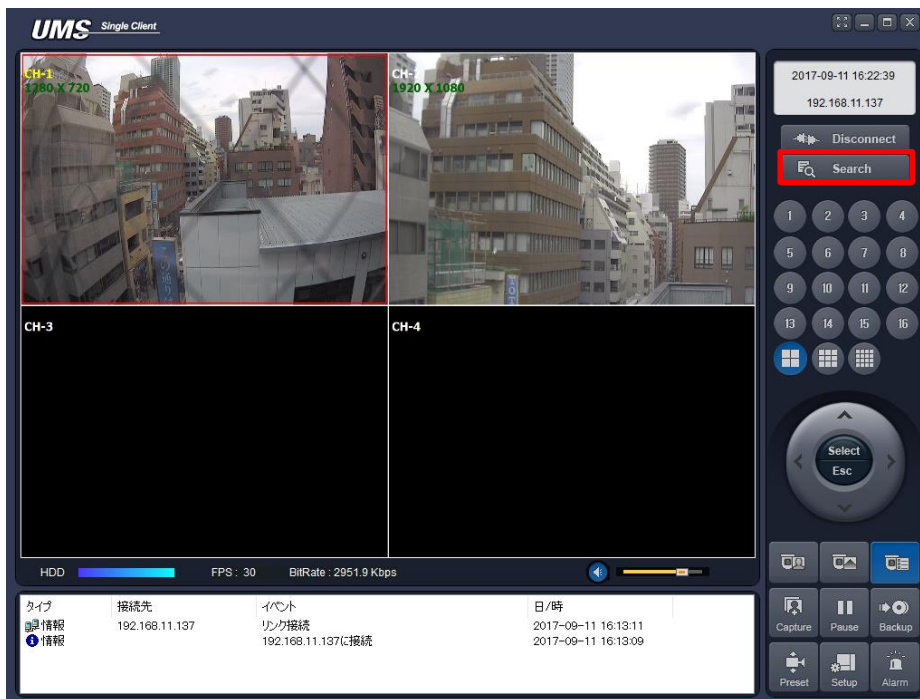 UMS Single Client
CH-1
1280 X 720
CH-2
1920 X 1080
CH-3
CH-4
HDD
FPS : 30
BitRate : 2951.9 Kbps
タイプ 接続先 イベント 日/時
情報 192.168.11.137 リンク接続 2017-09-11 16:13:11
情報 192.168.11.137に接続 2017-09-11 16:13:09
2017-09-11 16:22:39
192.168.11.137
Disconnect
Search
1 2 3 4
5 6 7 8
9 10 11 12
13 14 15 16
Select
Esc
Capture Pause Backup
Preset Setup Alarm